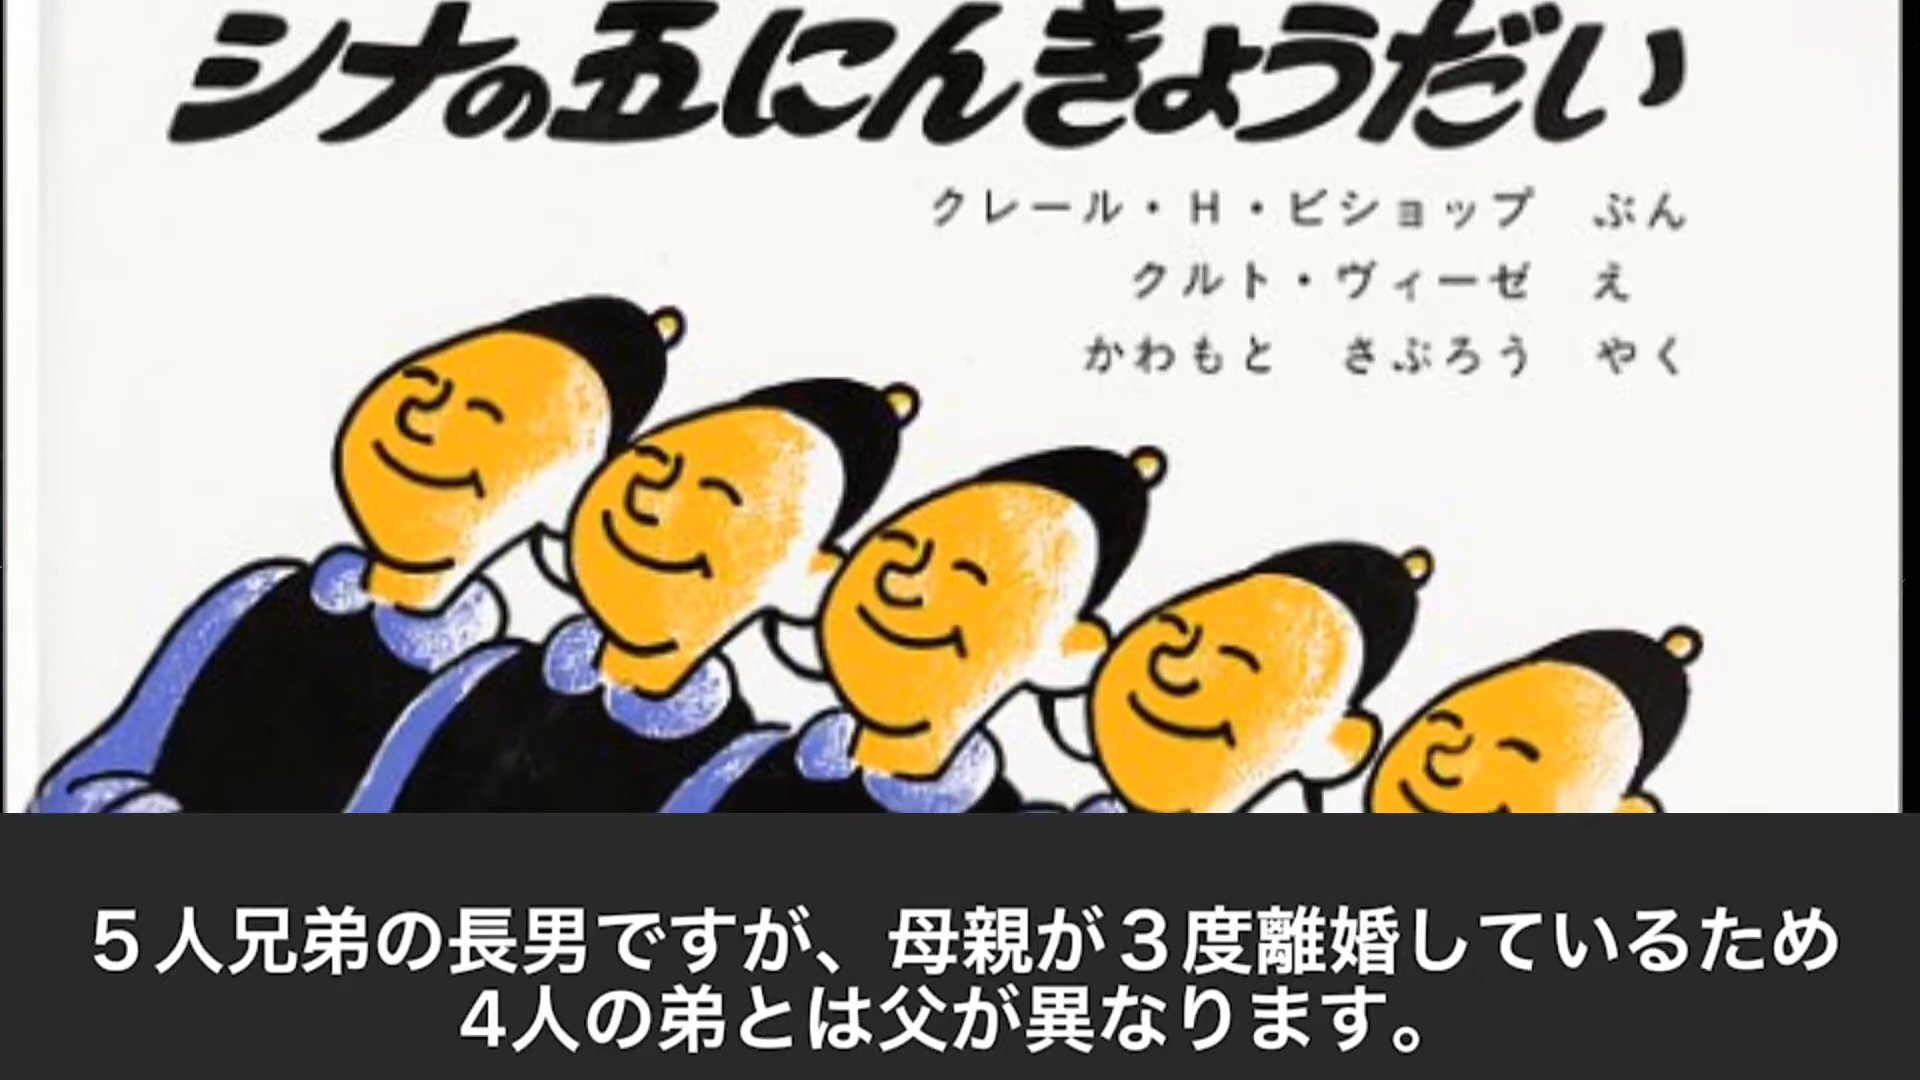 シナの五にんきょうだい
クレール・H・ビショップ ぶん
クルト・ヴィーゼ え
かわもと さぶろう やく
５人兄弟の長男ですが、母親が３度離婚しているため
4人の弟とは父が異なります。